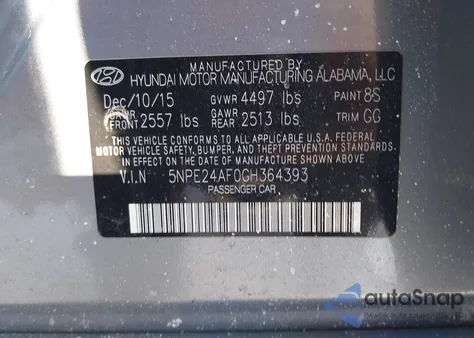 MANUFACTURED BY
HYUNDAI MOTOR MANUFACTURING ALABAMA, LLC
Dec/10/15 GVWR 4497 lbs PAINT 8S
GAWR FRONT 2557 lbs GAWR REAR 2513 lbs TRIM GG
THIS VEHICLE CONFORMS TO ALL APPLICABLE U.S.A. FEDERAL
MOTOR VEHICLE SAFETY, BUMPER, AND THEFT PREVENTION STANDARDS
IN EFFECT ON THE DATE OF MANUFACTURE SHOWN ABOVE.
V.I.N 5NPE24AF0GH364393
PASSENGER CAR
autoSnap